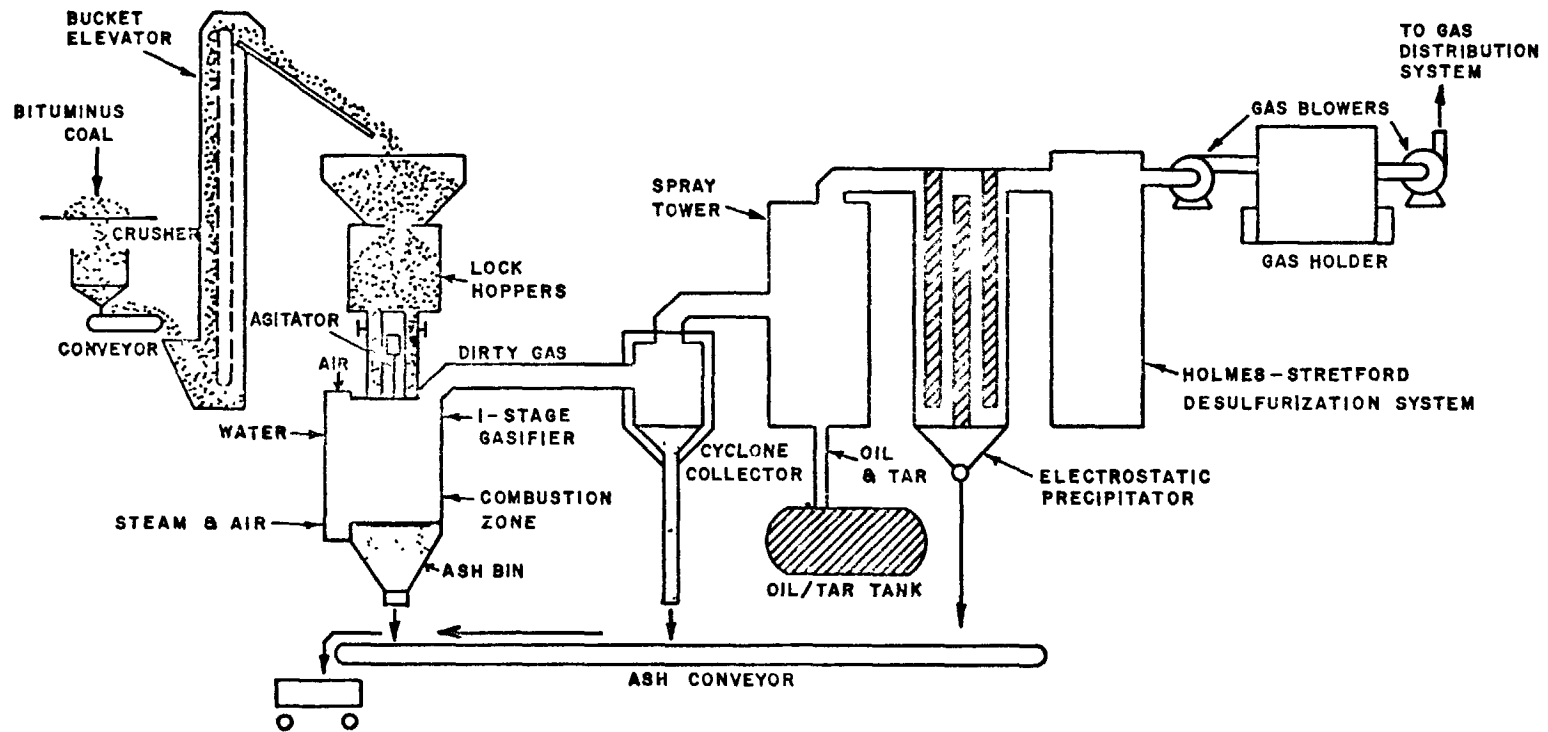 BUCKET
ELEVATOR
BITUMINUS
COAL
CRUSHER
CONVEYOR
LOCK
HOPPERS
AGITATOR
AIR
DIRTY GAS
WATER
1-STAGE
GASIFIER
COMBUSTION
ZONE
STEAM & AIR
ASH BIN
CYCLONE
COLLECTOR
SPRAY
TOWER
OIL
& TAR
OIL/TAR TANK
ELECTROSTATIC
PRECIPITATOR
HOLMES-STRETFORD
DESULFURIZATION SYSTEM
GAS BLOWERS
GAS HOLDER
TO GAS
DISTRIBUTION
SYSTEM
ASH CONVEYOR